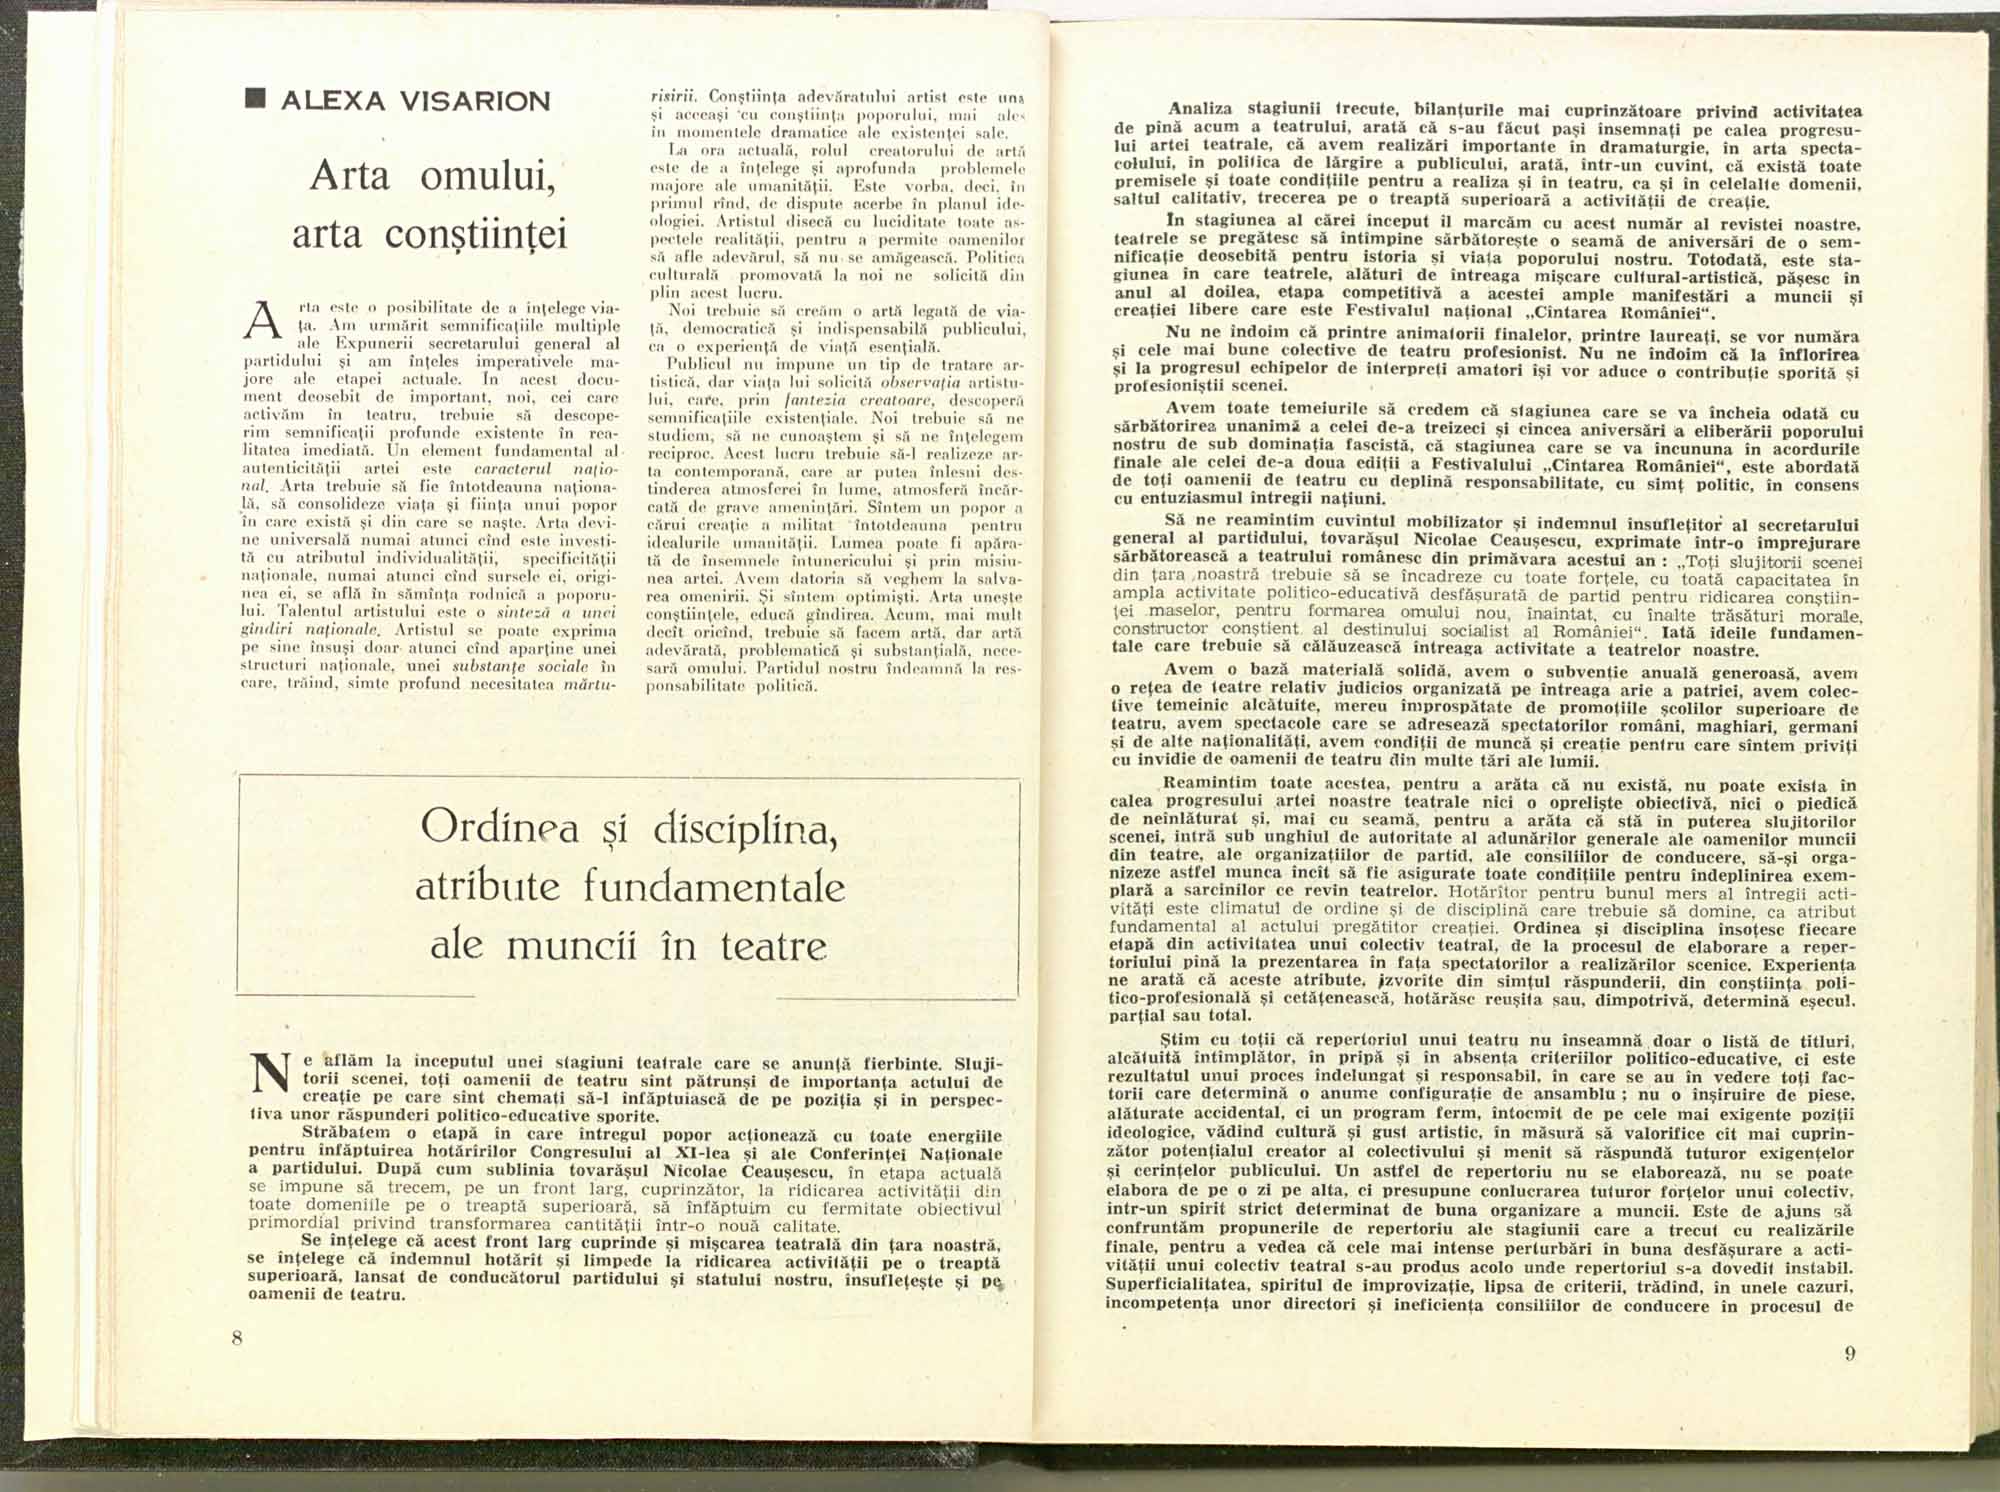 ■ ALEXA VISARION
Arta omului,
arta conștiinței
Arta este o posibilitate de a înțelege via-
ța. Am urmărit semnificațiile multiple
ale Expunerii secretarului general al
partidului și am înțeles imperativele ma-
jore ale etapei actuale. În acest docu-
ment deosebit de important, noi, cei care
activăm în teatru, trebuie să descope-
rim semnificații profunde existente în rea-
litatea imediată. Un element fundamental al
autenticității artei este caracterul națio-
nal. Arta trebuie să fie întotdeauna naționa-
lă, să consolideze viața și ființa unui popor
în care există și din care se naște. Arta devi-
ne universală numai atunci cînd este investi-
tă cu atributul individualității, specificității
naționale, numai atunci cînd sursele ei, origi-
nea ei, se află în sămînța rodnică a poporu-
lui. Talentul artistului este o sinteză a unei
gîndiri naționale. Artistul se poate exprima
pe sine însuși doar atunci cînd aparține unei
structuri naționale, unei substanțe sociale în
care, trăind, simte profund necesitatea mărtu-
risirii. Conștiința adevăratului artist este una
și aceeași cu conștiința poporului, mai ales
în momentele dramatice ale existenței sale.
La ora actuală, rolul creatorului de artă
este de a înțelege și aprofunda problemele
majore ale umanității. Este vorba, deci, în
primul rînd, de dispute acerbe în planul ide-
ologiei. Artistul disecă cu luciditate toate as-
pectele realității, pentru a permite oamenilor
să afle adevărul, să nu se amăgească. Politica
culturală promovată la noi ne solicită din
plin acest lucru.
Noi trebuie să creăm o artă legată de via-
ță, democratică și indispensabilă publicului,
ca o experiență de viață esențială.
Publicul nu impune un tip de tratare ar-
tistică, dar viața lui solicită observația artistu-
lui, care, prin fantezia creatoare, descoperă
semnificațiile existențiale. Noi trebuie să ne
studiem, să ne cunoaștem și să ne înțelegem
reciproc. Acest lucru trebuie să-l realizeze ar-
ta contemporană, care ar putea înlesni des-
tinderea atmosferei în lume, atmosferă încăr-
cată de grave amenințări. Sîntem un popor a
cărui creație a militat întotdeauna pentru
idealurile umanității. Lumea poate fi apăra-
tă de însemnele întunericului și prin misiu-
nea artei. Avem datoria să veghem la salva-
rea omenirii. Și sîntem optimiști. Arta unește
conștiințele, educă gîndirea. Acum, mai mult
decît oricînd, trebuie să facem artă, dar artă
adevărată, problematică și substanțială, nece-
sară omului. Partidul nostru îndeamnă la res-
ponsabilitate politică.
Ordinea și disciplina,
atribute fundamentale
ale muncii în teatre
Ne aflăm la începutul unei stagiuni teatrale care se anunță fierbinte. Sluji-
torii scenei, toți oamenii de teatru sînt pătrunși de importanța actului de
creație pe care sînt chemați să-l înfăptuiască de pe poziția și în perspec-
tiva unor răspunderi politico-educative sporite.
Străbatem o etapă în care întregul popor acționează cu toate energiile
pentru înfăptuirea hotărîrilor Congresului al XI-lea și ale Conferinței Naționale
a partidului. După cum sublinia tovarășul Nicolae Ceaușescu, în etapa actuală
se impune să trecem, pe un front larg, cuprinzător, la ridicarea activității din
toate domeniile pe o treaptă superioară, să înfăptuim cu fermitate obiectivul
primordial privind transformarea cantității într-o nouă calitate.
Se înțelege că acest front larg cuprinde și mișcarea teatrală din țara noastră,
se înțelege că îndemnul hotărît și limpede la ridicarea activității pe o treaptă
superioară, lansat de conducătorul partidului și statului nostru, însuflețește și pe
oamenii de teatru.
8
Analiza stagiunii trecute, bilanțurile mai cuprinzătoare privind activitatea
de pînă acum a teatrului, arată că s-au făcut pași însemnați pe calea progresu-
lui artei teatrale, că avem realizări importante în dramaturgie, în arta specta-
colului, în politica de lărgire a publicului, arată, într-un cuvînt, că există toate
premisele și toate condițiile pentru a realiza și în teatru, ca și în celelalte domenii,
saltul calitativ, trecerea pe o treaptă superioară a activității de creație.
În stagiunea al cărei început îl marcăm cu acest număr al revistei noastre,
teatrele se pregătesc să întîmpine sărbătorește o seamă de aniversări de o sem-
nificație deosebită pentru istoria și viața poporului nostru. Totodată, este sta-
giunea în care teatrele, alături de întreaga mișcare cultural-artistică, pășesc în
anul al doilea, etapa competitivă a acestei ample manifestări a muncii și
creației libere care este Festivalul național „Cîntarea României“.
Nu ne îndoim că printre animatorii finalelor, printre laureați, se vor număra
și cele mai bune colective de teatru profesionist. Nu ne îndoim că la înflorirea
și la progresul echipelor de interpreți amatori își vor aduce o contribuție sporită și
profesioniștii scenei.
Avem toate temeiurile să credem că stagiunea care se va încheia odată cu
sărbătorirea unanimă a celei de-a treizeci și cincea aniversări a eliberării poporului
nostru de sub dominația fascistă, că stagiunea care se va încununa în acordurile
finale ale celei de-a doua ediții a Festivalului „Cîntarea României“, este abordată
de toți oamenii de teatru cu deplină responsabilitate, cu simț politic, în consens
cu entuziasmul întregii națiuni.
Să ne reamintim cuvîntul mobilizator și îndemnul însuflețitor al secretarului
general al partidului, tovarășul Nicolae Ceaușescu, exprimate într-o împrejurare
sărbătorească a teatrului românesc din primăvara acestui an : „Toți slujitorii scenei
din țara noastră trebuie să se încadreze cu toate forțele, cu toată capacitatea în
ampla activitate politico-educativă desfășurată de partid pentru ridicarea conștiin-
ței maselor, pentru formarea omului nou, înaintat, cu înalte trăsături morale,
constructor conștient al destinului socialist al României“. Iată ideile fundamen-
tale care trebuie să călăuzească întreaga activitate a teatrelor noastre.
Avem o bază materială solidă, avem o subvenție anuală generoasă, avem
o rețea de teatre relativ judicios organizată pe întreaga arie a patriei, avem colec-
tive temeinic alcătuite, mereu împrospătate de promoțiile școlilor superioare de
teatru, avem spectacole care se adresează spectatorilor români, maghiari, germani
și de alte naționalități, avem condiții de muncă și creație pentru care sîntem priviți
cu invidie de oamenii de teatru din multe țări ale lumii.
Reamintim toate acestea, pentru a arăta că nu există, nu poate exista în
calea progresului artei noastre teatrale nici o opreliște obiectivă, nici o piedică
de neînlăturat și, mai cu seamă, pentru a arăta că stă în puterea slujitorilor
scenei, intră sub unghiul de autoritate al adunărilor generale ale oamenilor muncii
din teatre, ale organizațiilor de partid, ale consiliilor de conducere, să-și orga-
nizeze astfel munca încît să fie asigurate toate condițiile pentru îndeplinirea exem-
plară a sarcinilor ce revin teatrelor. Hotărîtor pentru bunul mers al întregii acti-
vități este climatul de ordine și de disciplină care trebuie să domine, ca atribut
fundamental al actului pregătitor creației. Ordinea și disciplina însoțesc fiecare
etapă din activitatea unui colectiv teatral, de la procesul de elaborare a reper-
toriului pînă la prezentarea în fața spectatorilor a realizărilor scenice. Experiența
ne arată că aceste atribute, izvorîte din simțul răspunderii, din conștiința poli-
tico-profesională și cetățenească, hotărăsc reușita sau, dimpotrivă, determină eșecul.
parțial sau total.
Știm cu toții că repertoriul unui teatru nu înseamnă doar o listă de titluri,
alcătuită întîmplător, în pripă și în absența criteriilor politico-educative, ci este
rezultatul unui proces îndelungat și responsabil, în care se au în vedere toți fac-
torii care determină o anume configurație de ansamblu ; nu o înșiruire de piese,
alăturate accidental, ci un program ferm, întocmit de pe cele mai exigente poziții
ideologice, vădind cultură și gust artistic, în măsură să valorifice cît mai cuprin-
zător potențialul creator al colectivului și menit să răspundă tuturor exigențelor
și cerințelor publicului. Un astfel de repertoriu nu se elaborează, nu se poate
elabora de pe o zi pe alta, ci presupune conlucrarea tuturor forțelor unui colectiv,
într-un spirit strict determinat de buna organizare a muncii. Este de ajuns să
confruntăm propunerile de repertoriu ale stagiunii care a trecut cu realizările
finale, pentru a vedea că cele mai intense perturbări în buna desfășurare a acti-
vității unui colectiv teatral s-au produs acolo unde repertoriul s-a dovedit instabil.
Superficialitatea, spiritul de improvizație, lipsa de criterii, trădînd, în unele cazuri,
incompetența unor directori și ineficiența consiliilor de conducere în procesul de
9